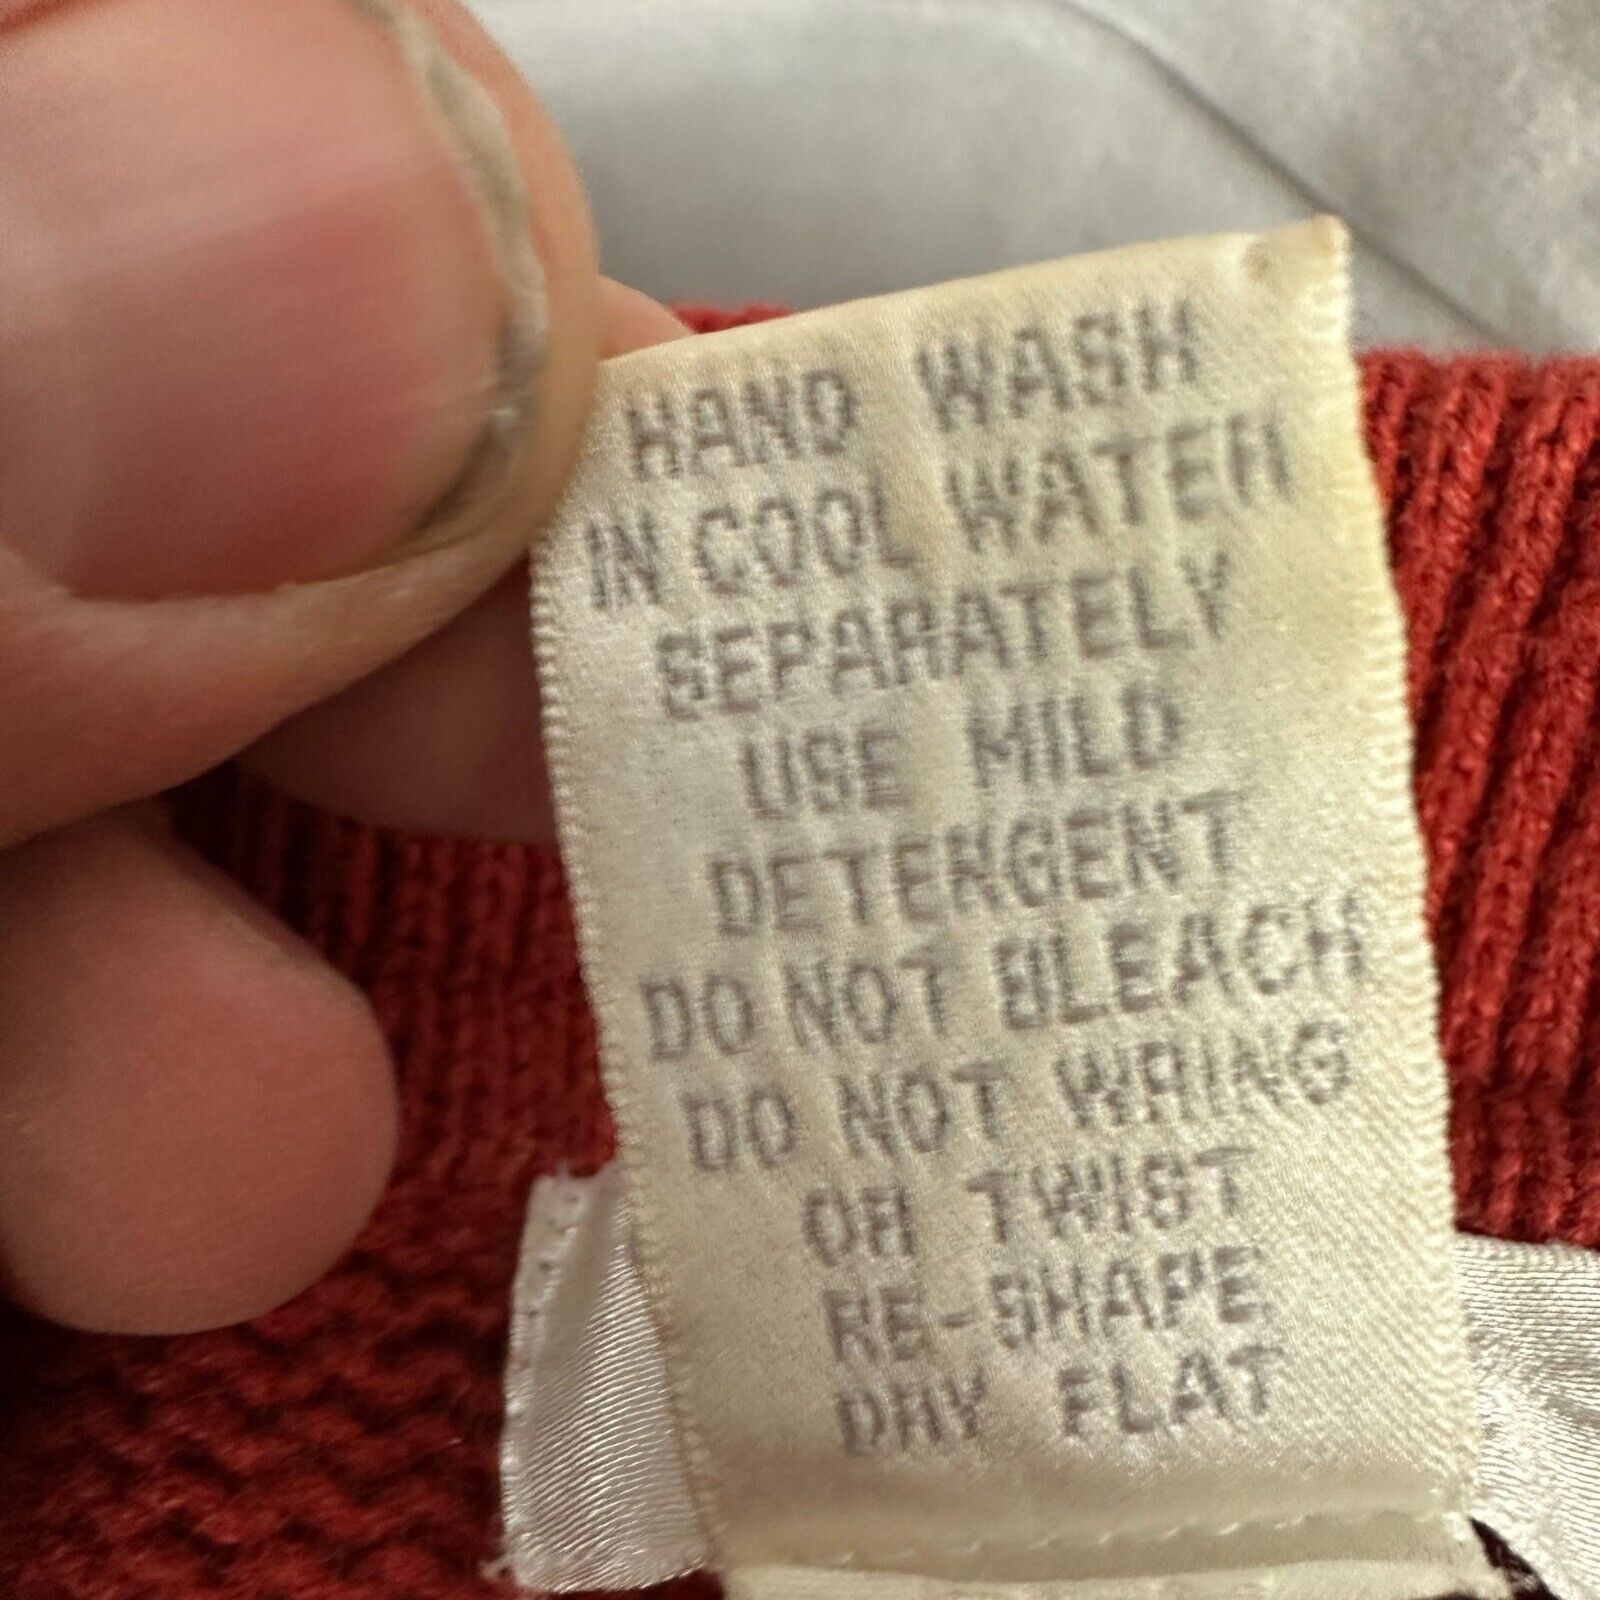 HAND WASH
IN COOL WATER
SEPARATELY
USE MILD
DETERGENT
DO NOT BLEACH
DO NOT WRING
OR TWIST
RE-SHAPE
DRY FLAT